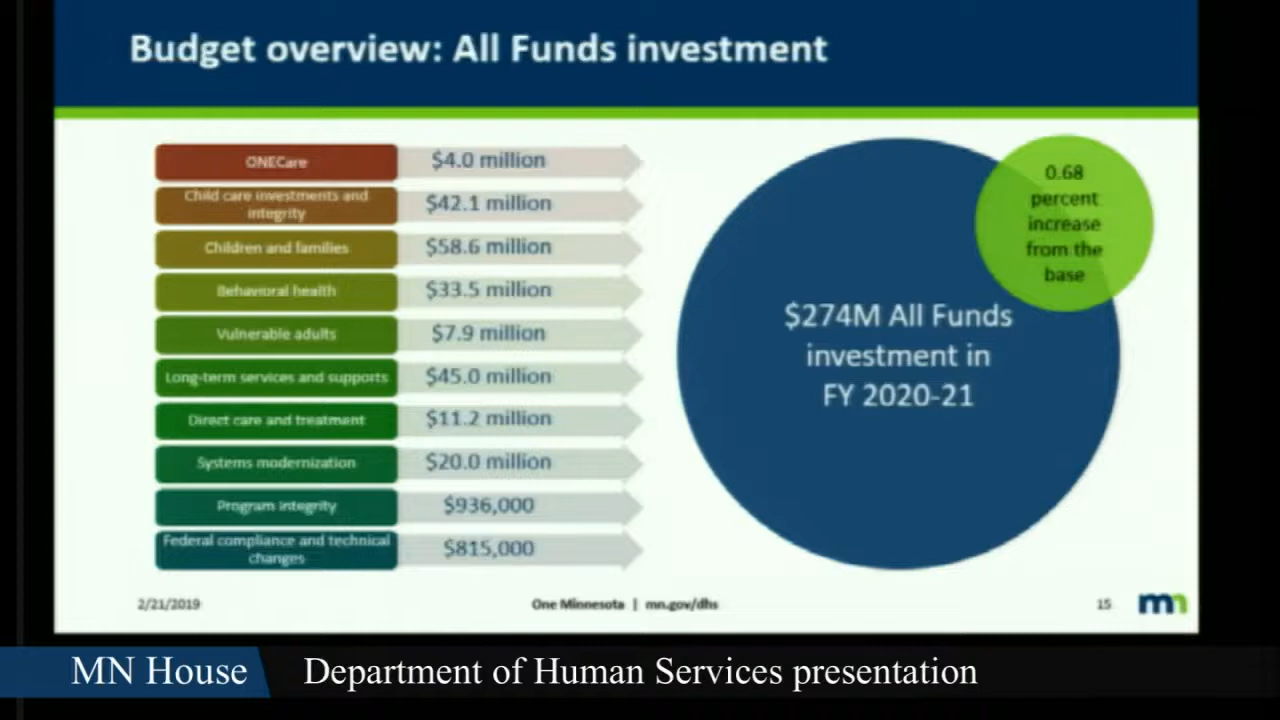 Budget overview: All Funds investment
ONECare
$4.0 million
Child care investments and
integrity
$42.1 million
Children and families
$58.6 million
Behavioral health
$33.5 million
Vulnerable adults
$7.9 million
Long-term services and supports
$45.0 million
Direct care and treatment
$11.2 million
Systems modernization
$20.0 million
Program integrity
$936,000
Federal compliance and technical
changes
$815,000
0.68
percent
increase
from the
base
$274M All Funds
investment in
FY 2020-21
2/21/2019
One Minnesota | mn.gov/dhs
15
mn
MN House
Department of Human Services presentation